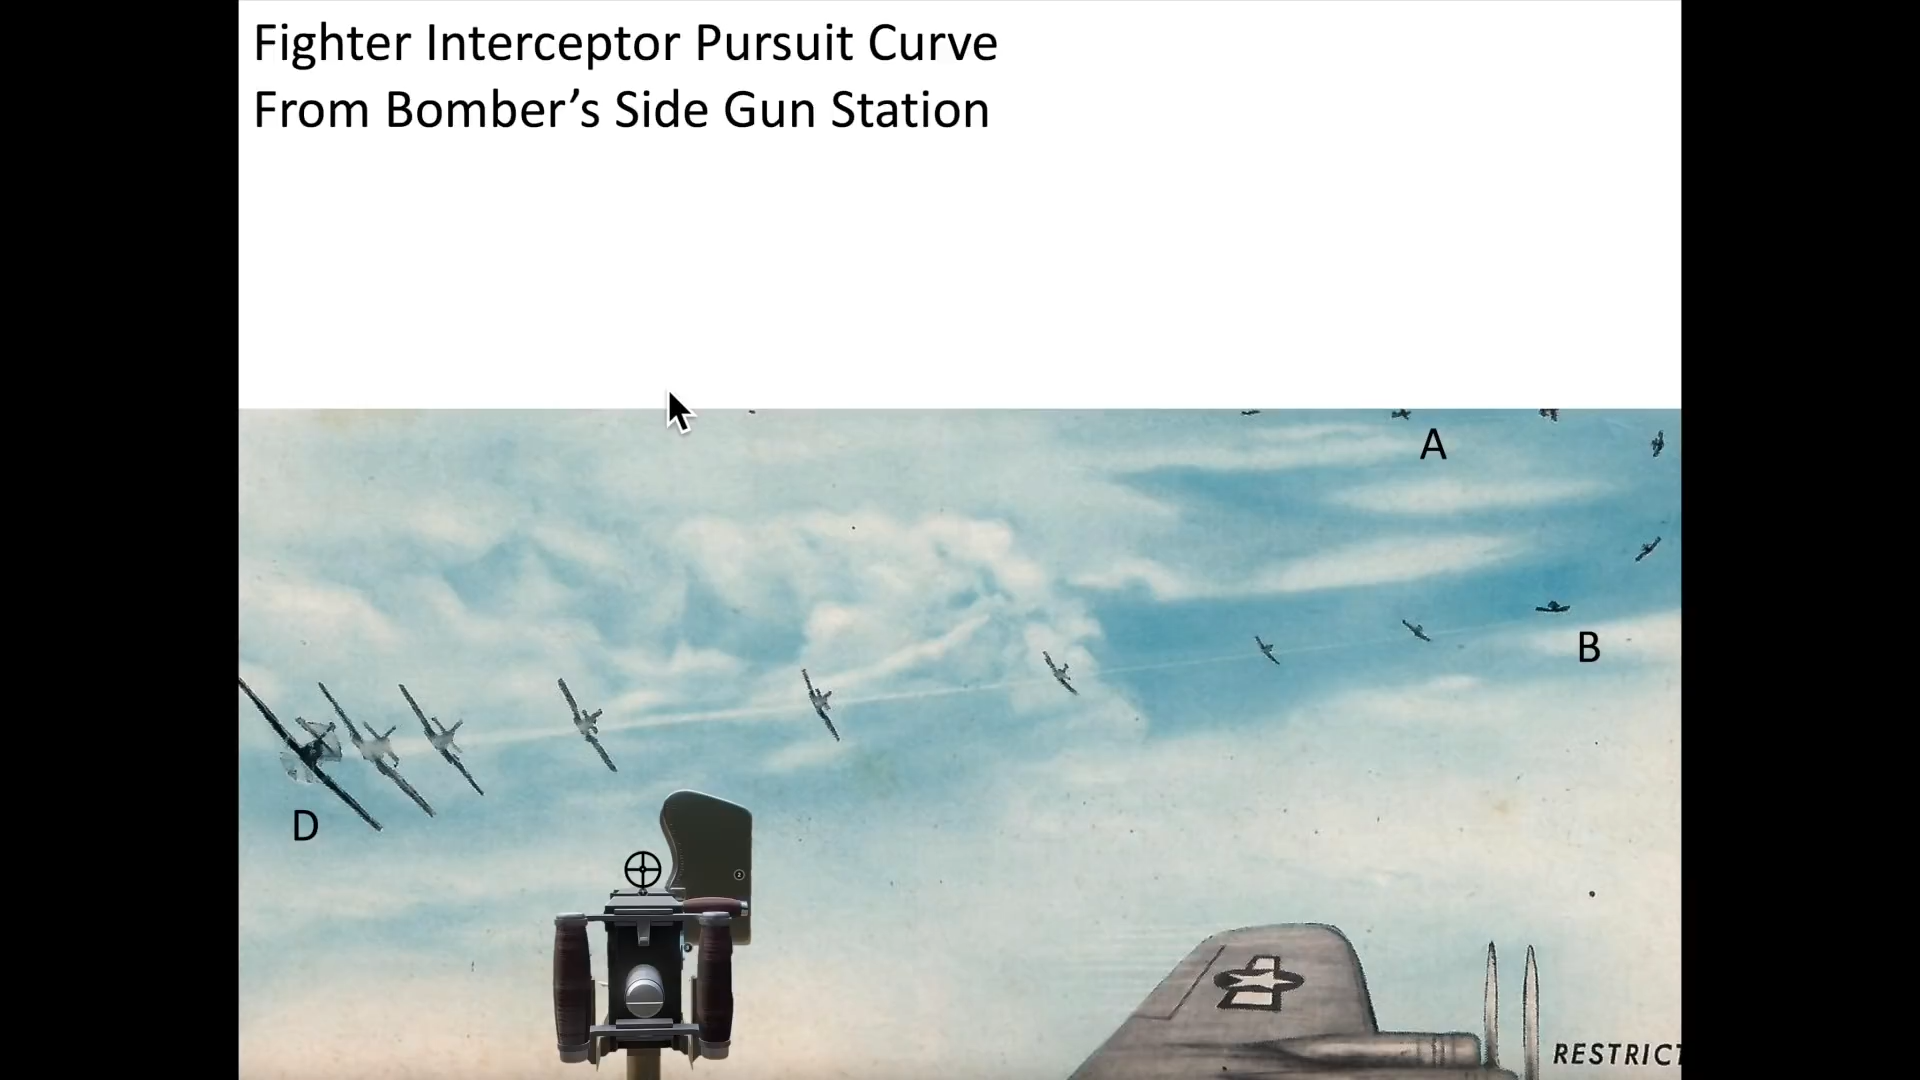 Fighter Interceptor Pursuit Curve
From Bomber’s Side Gun Station
A
B
D
RESTRICT